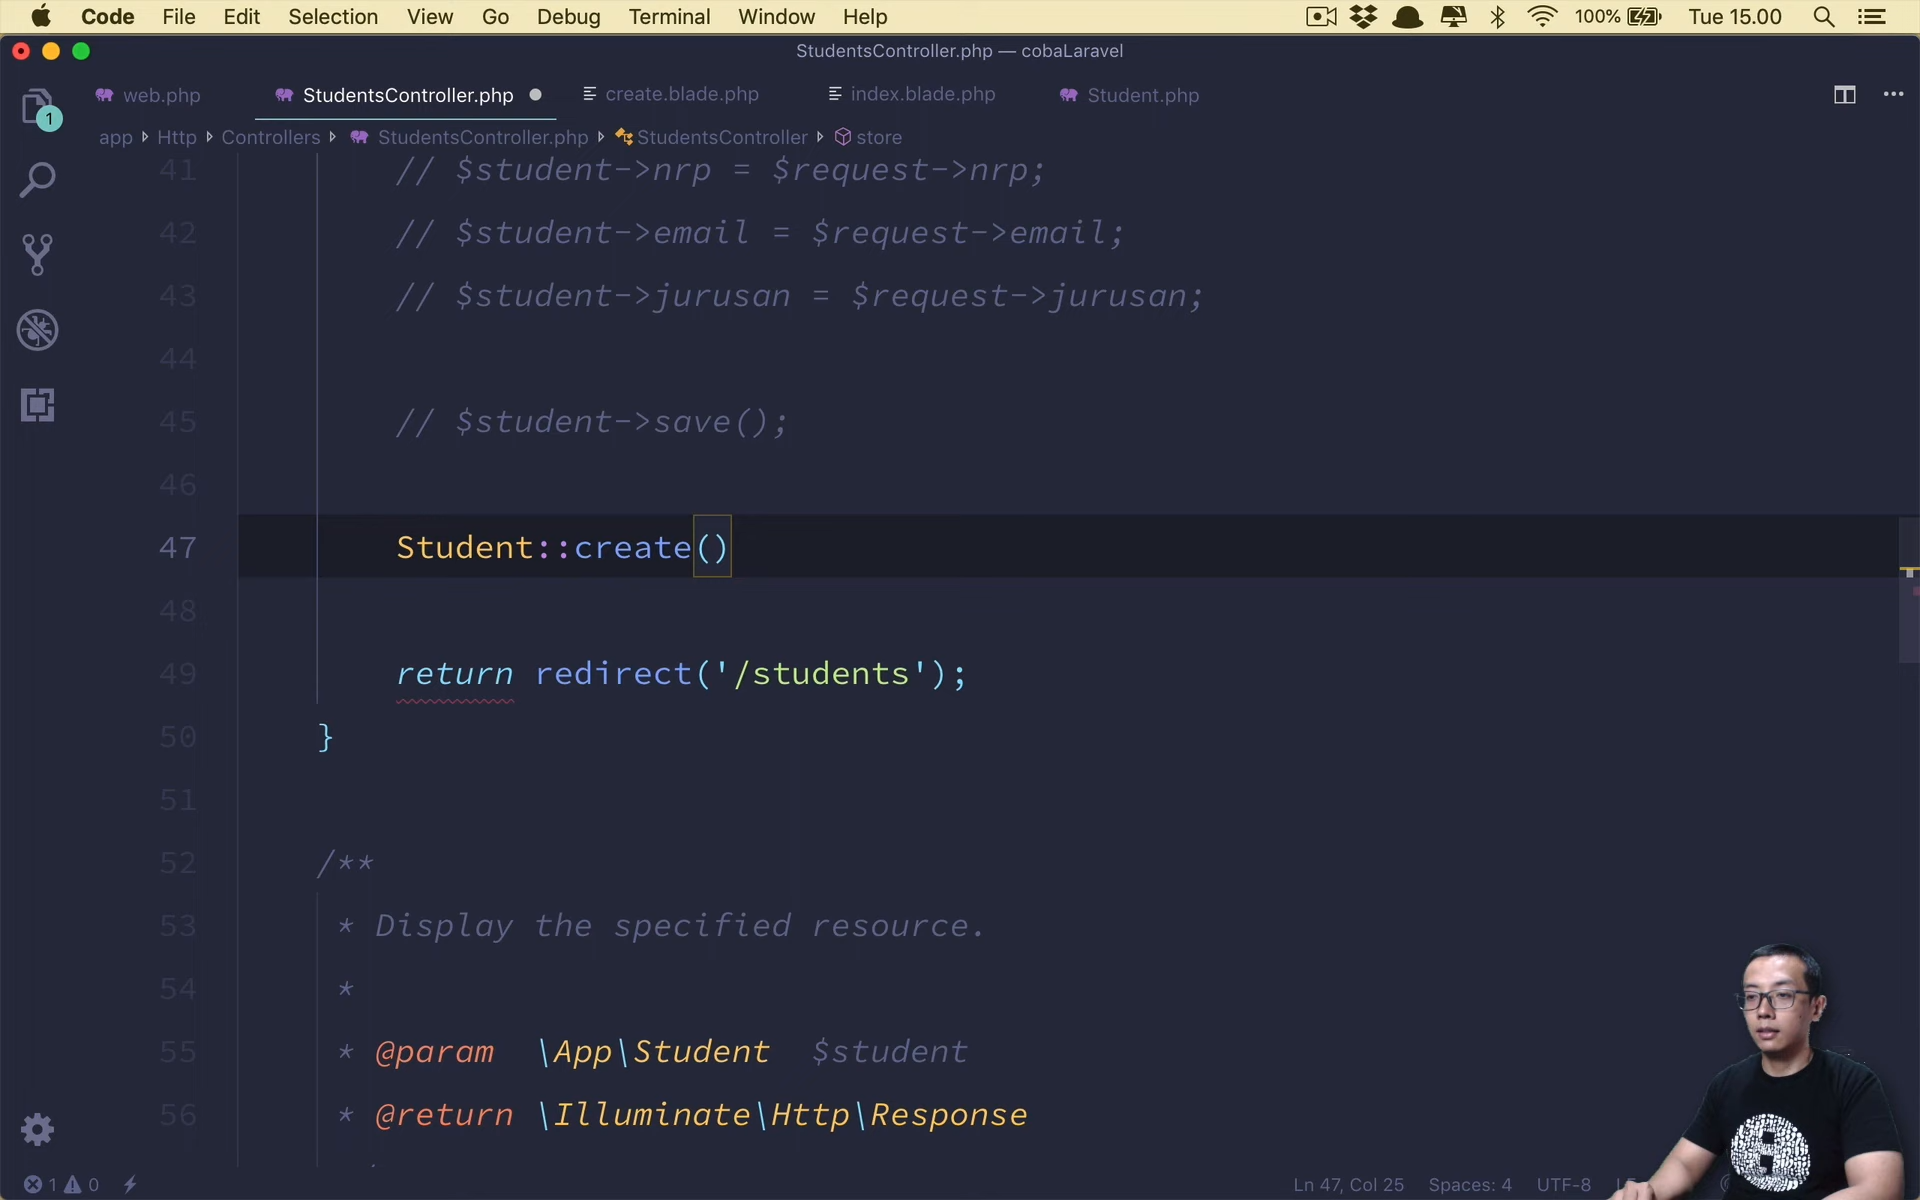 Code File Edit Selection View Go Debug Terminal Window Help 100% Tue 15.00
StudentsController.php — cobaLaravel
web.php StudentsController.php create.blade.php index.blade.php Student.php
1
app Http Controllers StudentsController.php StudentsController store
41 // $student->nrp = $request->nrp;
42 // $student->email = $request->email;
43 // $student->jurusan = $request->jurusan;
44
45 // $student->save();
46
47 Student::create()
48
49 return redirect('/students');
50 }
51
52 /**
53 * Display the specified resource.
54 *
55 * @param \App\Student $student
56 * @return \Illuminate\Http\Response
1 0 Ln 47, Col 25 Spaces: 4 UTF-8